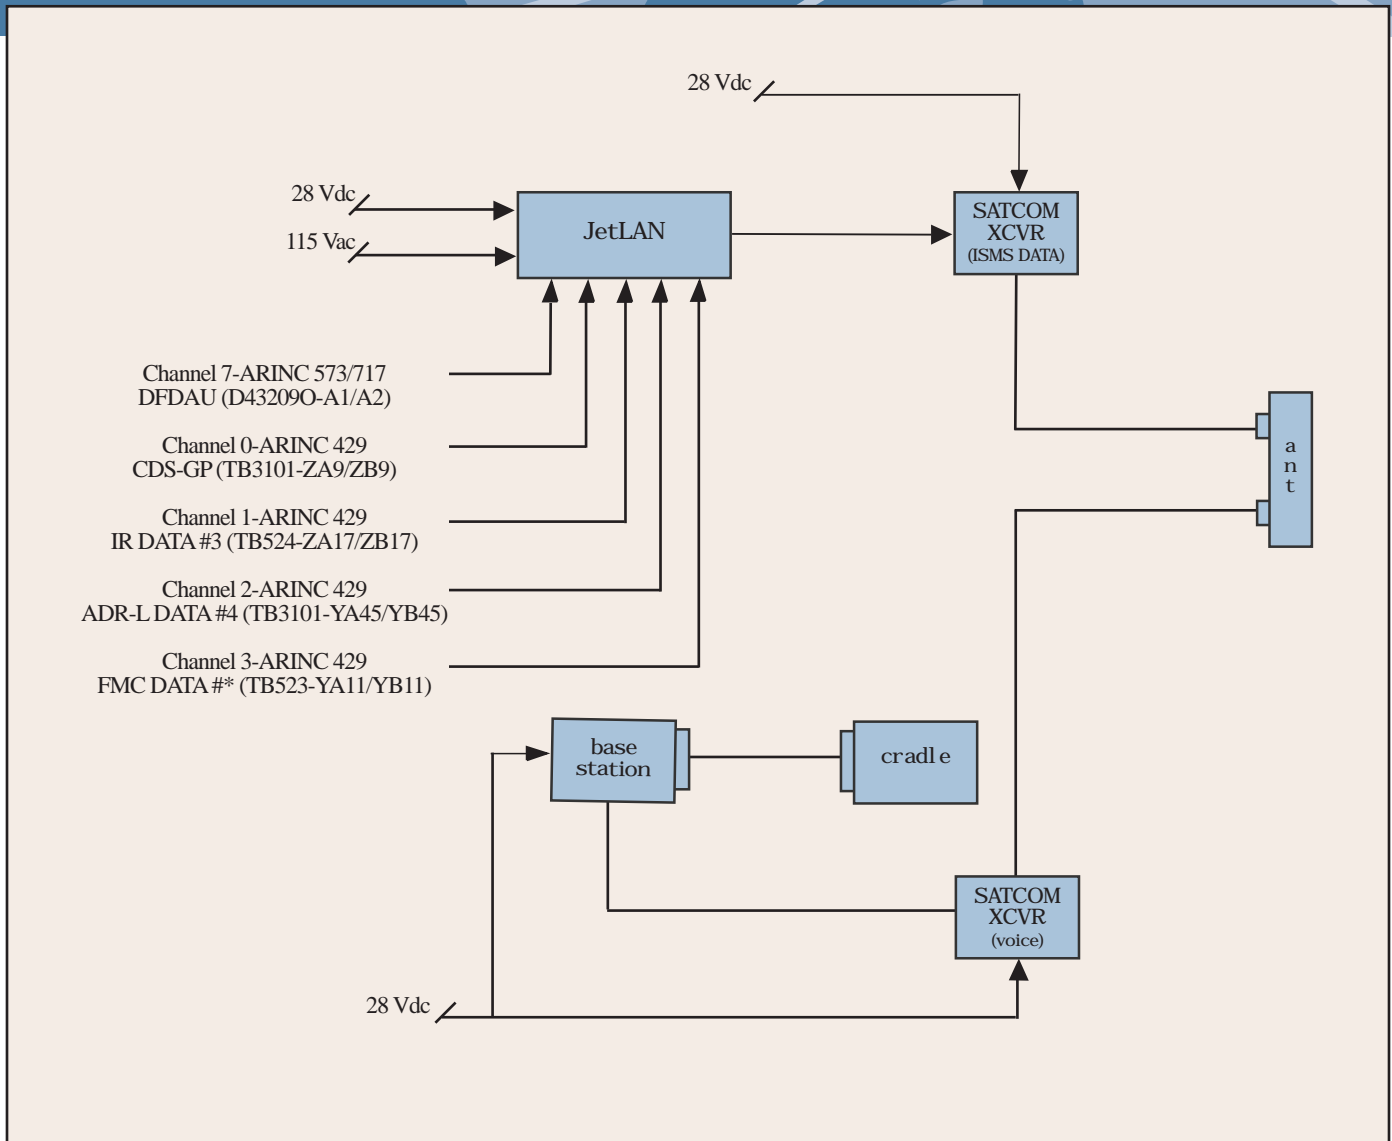 28 Vdc
28 Vdc
115 Vac
JetLAN
SATCOM
XCVR
(ISMS DATA)
Channel 7-ARINC 573/717
DFDAU (D43209O-A1/A2)
Channel 0-ARINC 429
CDS-GP (TB3101-ZA9/ZB9)
Channel 1-ARINC 429
IR DATA #3 (TB524-ZA17/ZB17)
Channel 2-ARINC 429
ADR-L DATA #4 (TB3101-YA45/YB45)
Channel 3-ARINC 429
FMC DATA #* (TB523-YA11/YB11)
a
n
t
base
station
cradle
SATCOM
XCVR
(voice)
28 Vdc